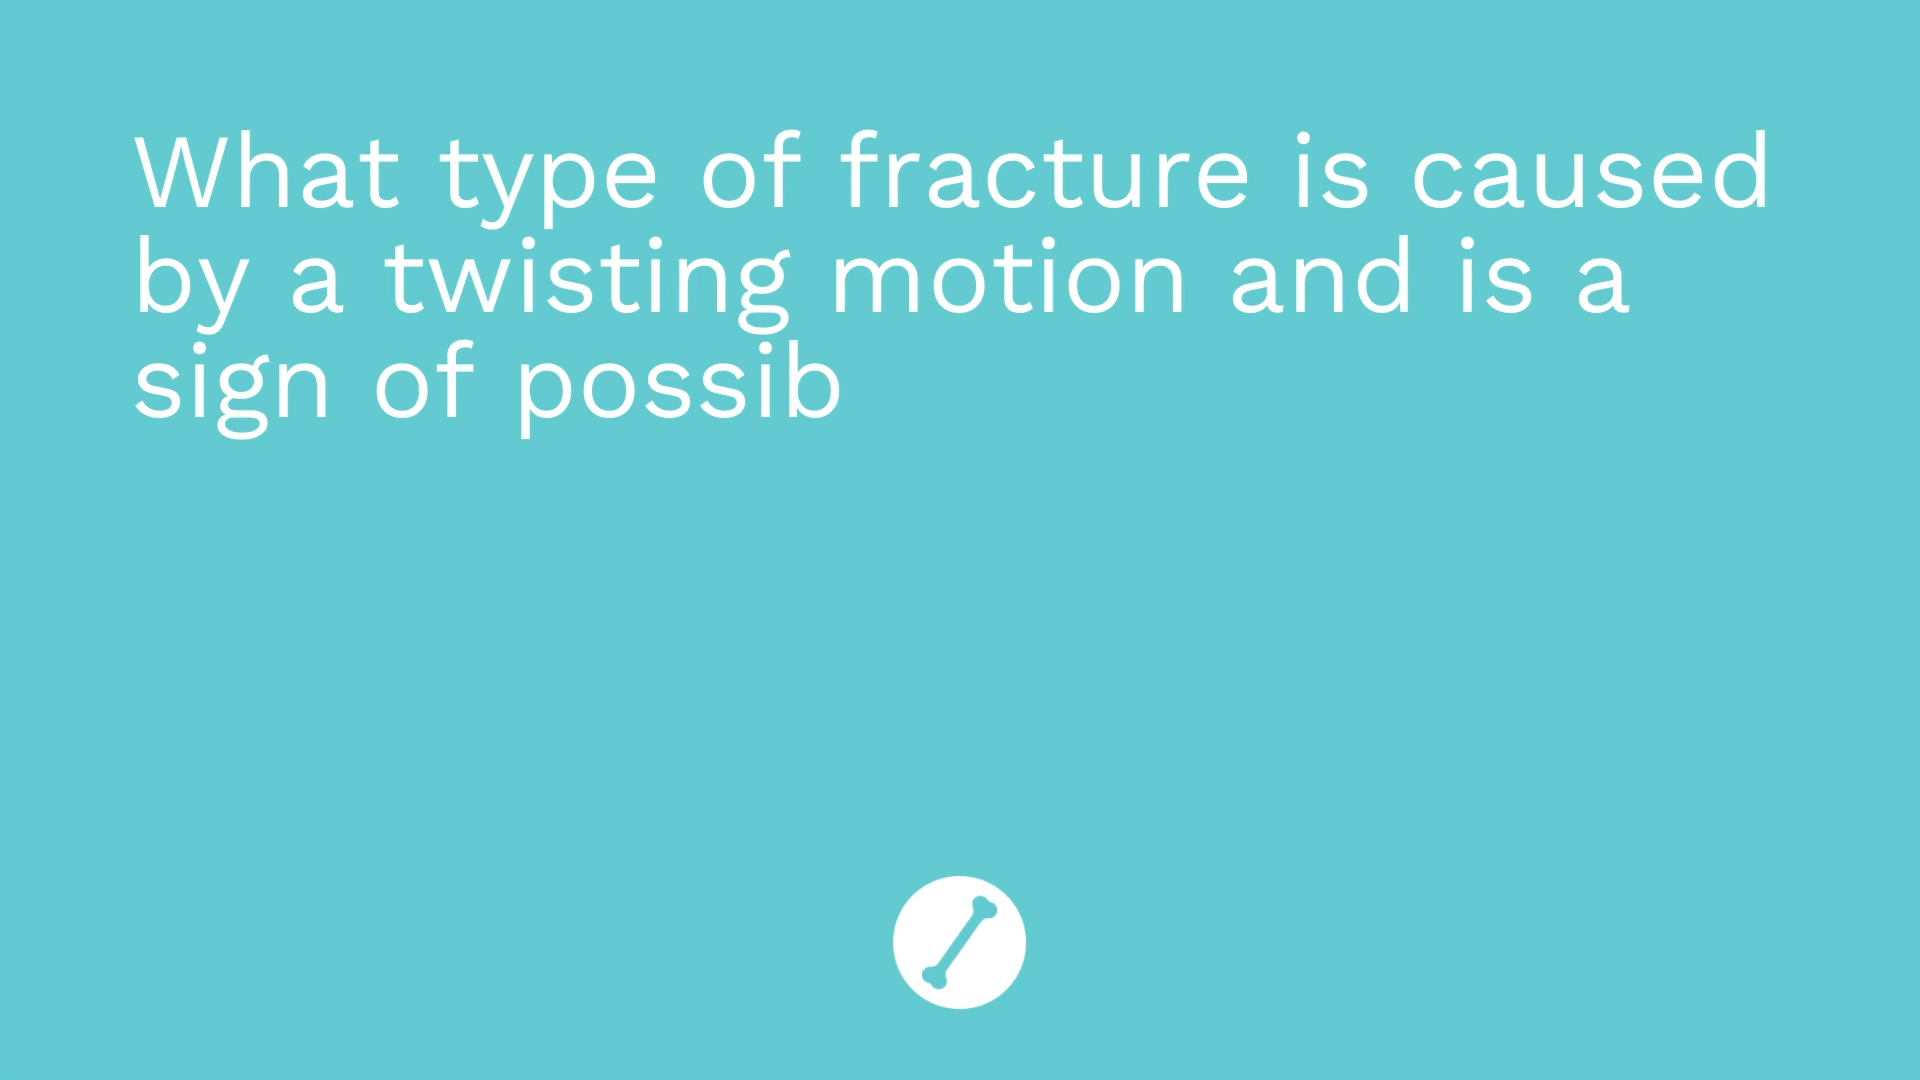 What type of fracture is caused
by a twisting motion and is a
sign of possib